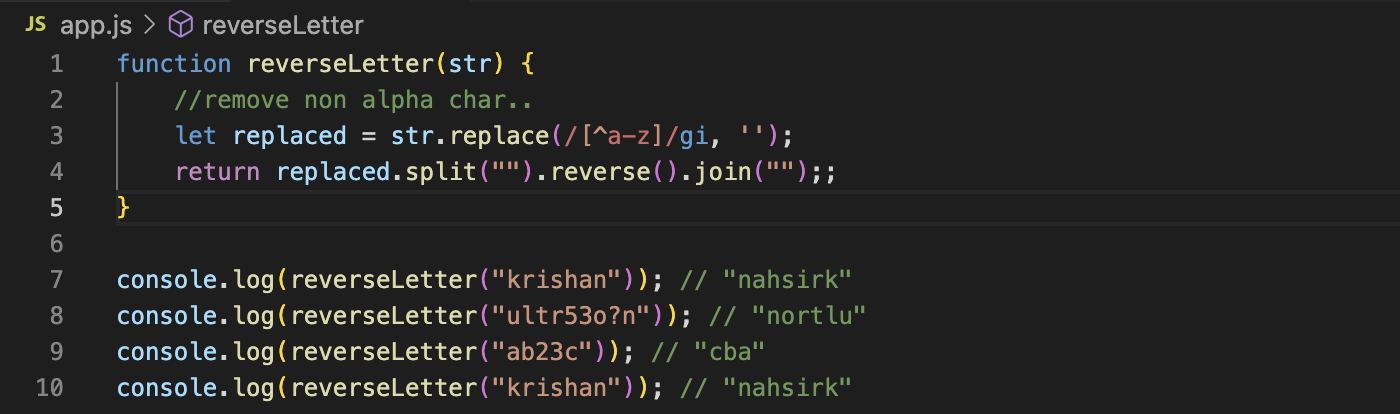 JS app.js > reverseLetter
1 function reverseLetter(str) {
2 //remove non alpha char..
3 let replaced = str.replace(/[^a-z]/gi, '');
4 return replaced.split("").reverse().join("");;
5 }
6
7 console.log(reverseLetter("krishan")); // "nahsirk"
8 console.log(reverseLetter("ultr53o?n")); // "nortlu"
9 console.log(reverseLetter("ab23c")); // "cba"
10 console.log(reverseLetter("krishan")); // "nahsirk"